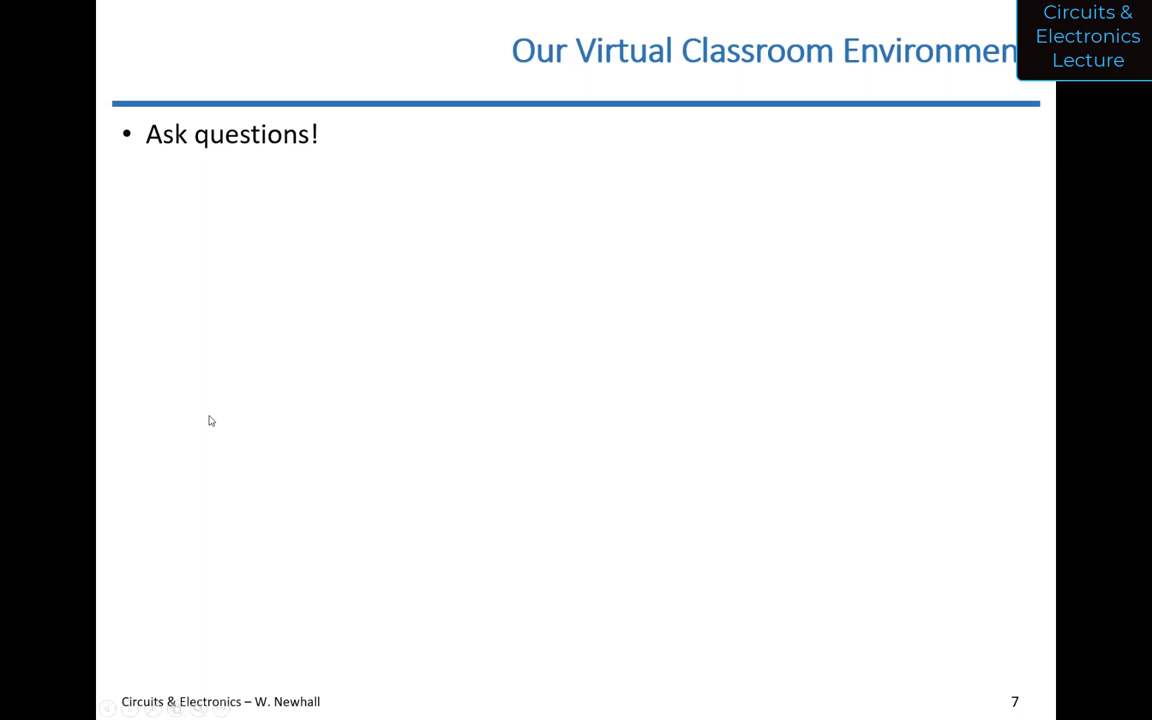 Our Virtual Classroom Environmen
Circuits &
Electronics
Lecture
• Ask questions!
Circuits & Electronics – W. Newhall
7